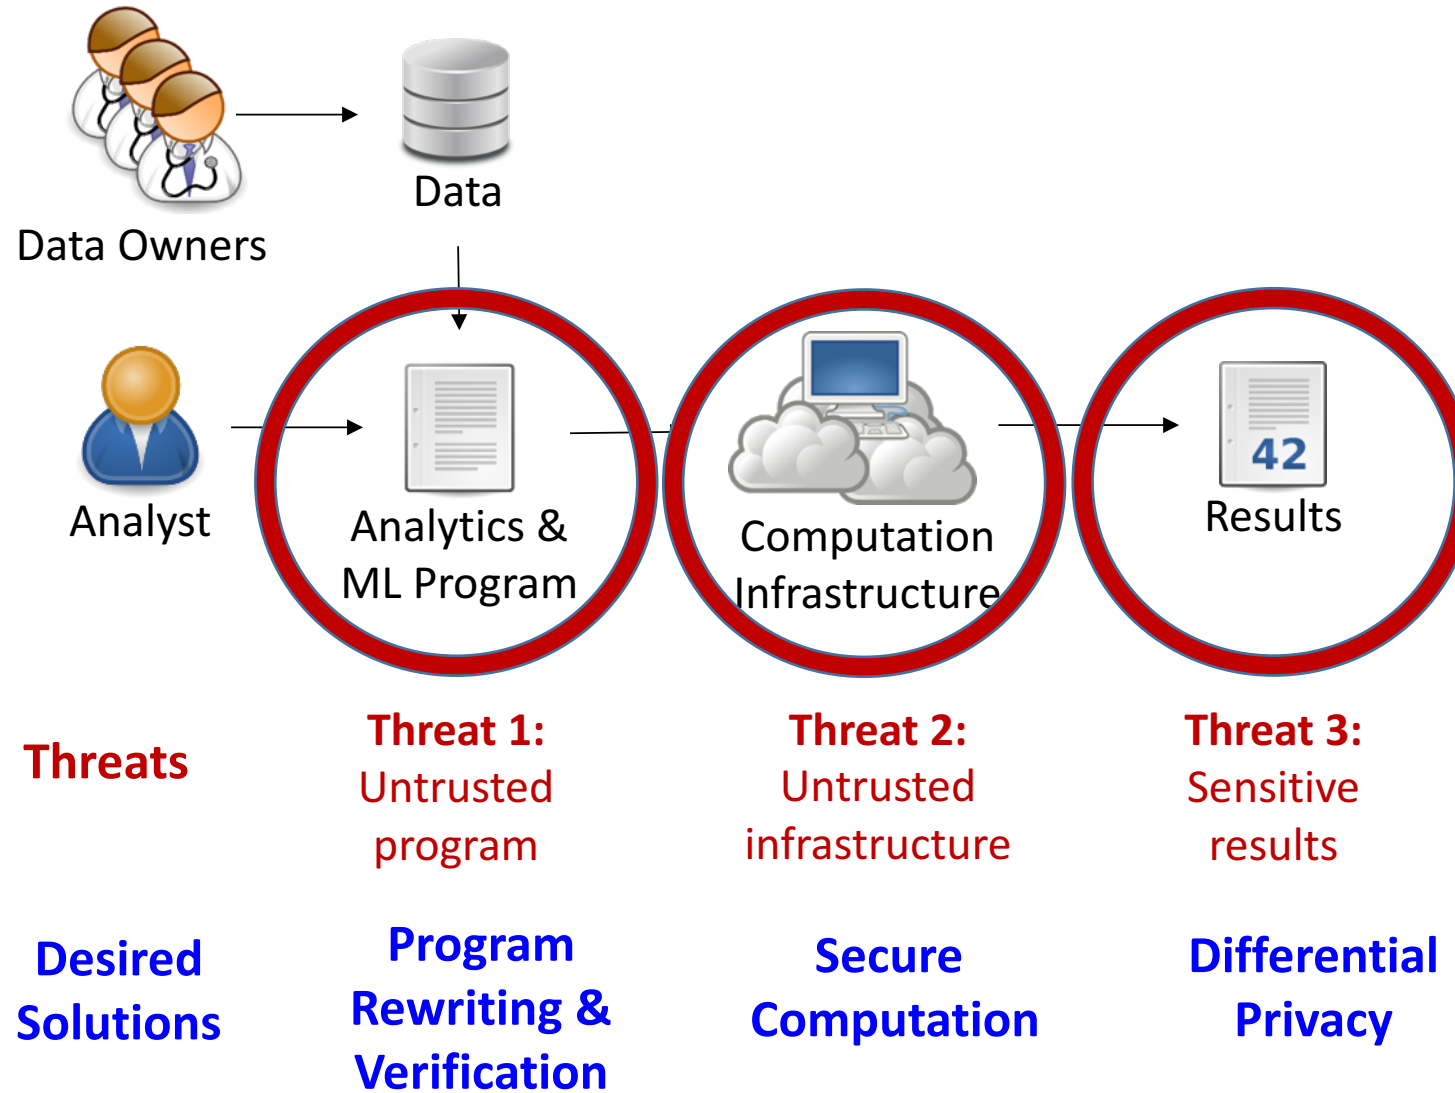 Data
Data Owners
Analyst
Analytics &
ML Program
Computation
Infrastructure
42
Results
Threats
Threat 1:
Untrusted
program
Threat 2:
Untrusted
infrastructure
Threat 3:
Sensitive
results
Desired
Solutions
Program
Rewriting &
Verification
Secure
Computation
Differential
Privacy